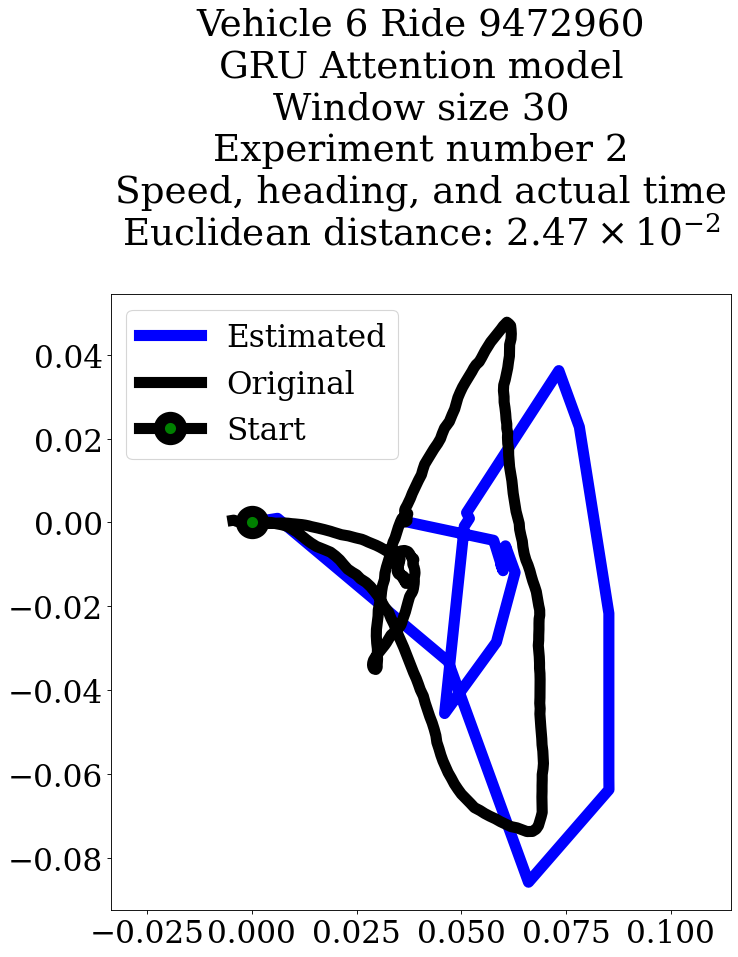 Vehicle 6 Ride 9472960
GRU Attention model
Window size 30
Experiment number 2
Speed, heading, and actual time
Euclidean distance: 2.47 × 10⁻²
Estimated
Original
Start
0.04
0.02
0.00
−0.02
−0.04
−0.06
−0.08
−0.025 0.000 0.025 0.050 0.075 0.100